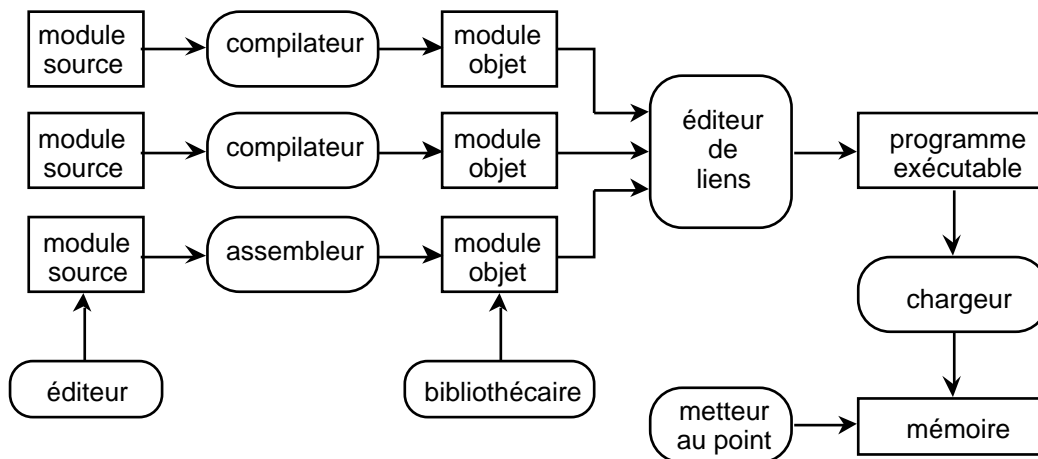 module
source
compilateur
module
objet
module
source
compilateur
module
objet
éditeur
de
liens
programme
exécutable
module
source
assembleur
module
objet
chargeur
éditeur
bibliothécaire
metteur
au point
mémoire